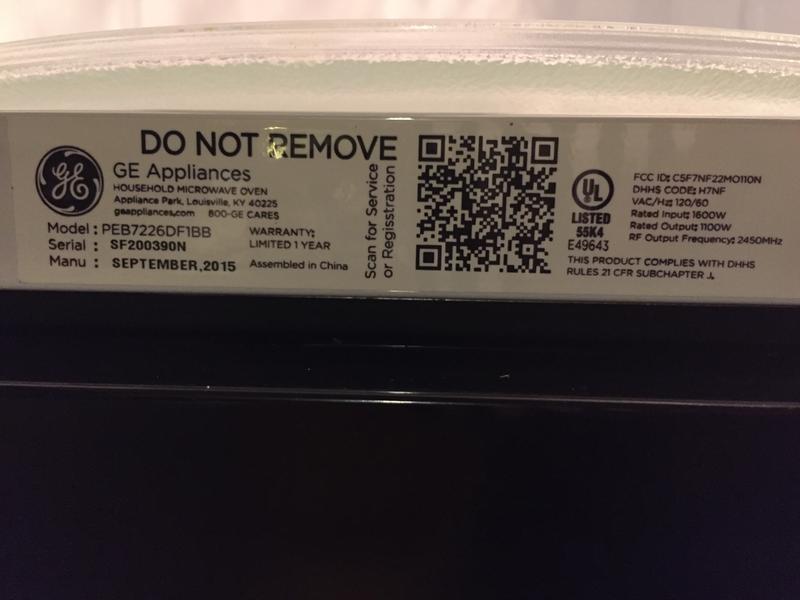 DO NOT REMOVE
GE
GE Appliances
HOUSEHOLD MICROWAVE OVEN
Appliance Park, Louisville, KY 40225
geappliances.com 800-GE CARES
Model : PEB7226DF1BB
Serial : SF200390N
Manu : SEPTEMBER,2015
WARRANTY:
LIMITED 1 YEAR
Assembled in China
Scan for Service
or Regisstration
UL
LISTED
55K4
E49643
FCC ID: C5F7NF22MO110N
DHHS CODE: H7NF
VAC/Hz: 120/60
Rated Input: 1600W
Rated Output: 1100W
RF Output Frequency: 2450MHz
THIS PRODUCT COMPLIES WITH DHHS
RULES 21 CFR SUBCHAPTER J.